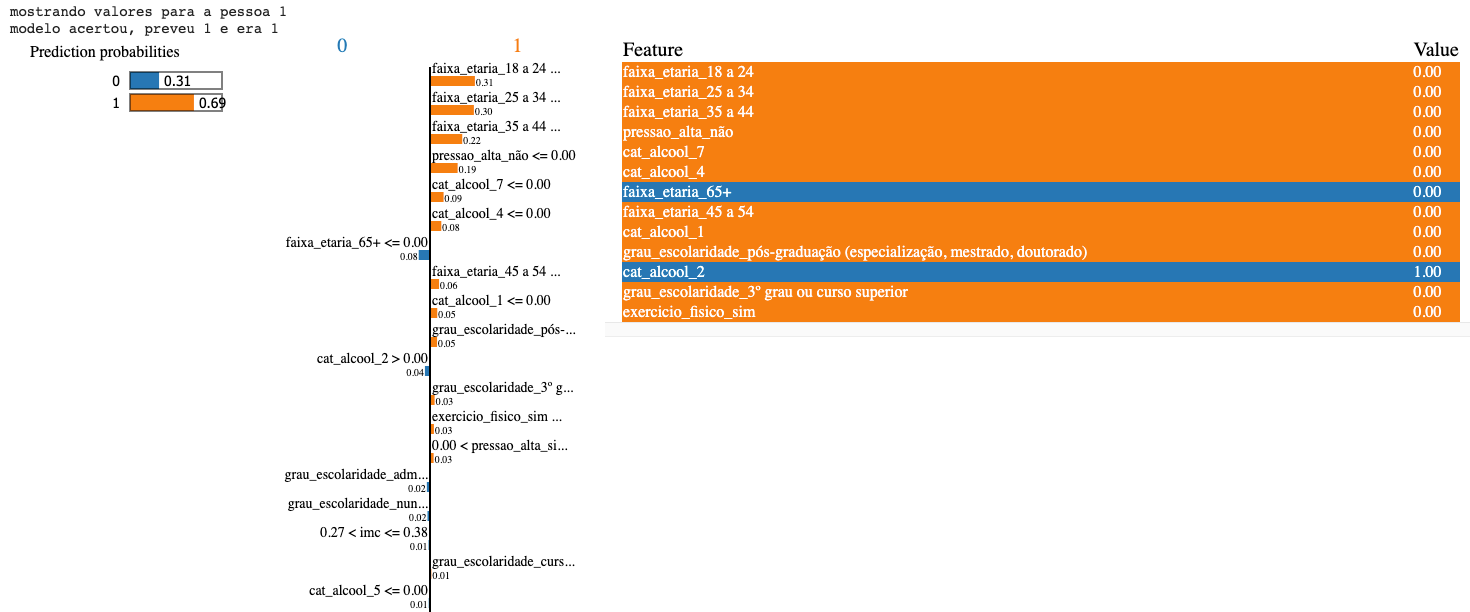 mostrando valores para a pessoa 1
modelo acertou, preveu 1 e era 1
Prediction probabilities
0 0.31
1 0.69
0 1
faixa_etaria_18 a 24 ...
0.31
faixa_etaria_25 a 34 ...
0.30
faixa_etaria_35 a 44 ...
0.22
pressao_alta_não <= 0.00
0.19
cat_alcool_7 <= 0.00
0.09
cat_alcool_4 <= 0.00
0.08
faixa_etaria_65+ <= 0.00
0.08
faixa_etaria_45 a 54 ...
0.06
cat_alcool_1 <= 0.00
0.05
grau_escolaridade_pós-...
0.05
cat_alcool_2 > 0.00
0.04
grau_escolaridade_3º g...
0.03
exercicio_fisico_sim ...
0.03
0.00 < pressao_alta_si...
0.03
grau_escolaridade_adm...
0.02
grau_escolaridade_nun...
0.02
0.27 < imc <= 0.38
0.01
grau_escolaridade_curs...
0.01
cat_alcool_5 <= 0.00
0.01
Feature Value
faixa_etaria_18 a 24 0.00
faixa_etaria_25 a 34 0.00
faixa_etaria_35 a 44 0.00
pressao_alta_não 0.00
cat_alcool_7 0.00
cat_alcool_4 0.00
faixa_etaria_65+ 0.00
faixa_etaria_45 a 54 0.00
cat_alcool_1 0.00
grau_escolaridade_pós-graduação (especialização, mestrado, doutorado) 0.00
cat_alcool_2 1.00
grau_escolaridade_3º grau ou curso superior 0.00
exercicio_fisico_sim 0.00